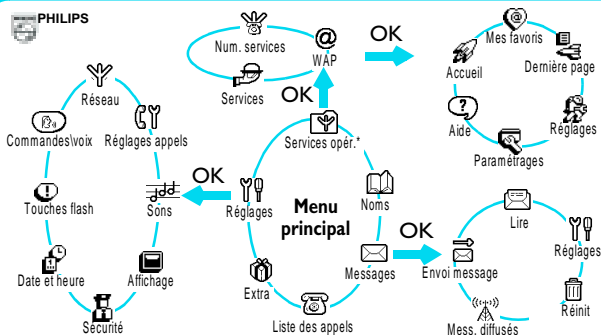 PHILIPS
Num. services
@
WAP
Services
OK
OK
Mes favoris
Dernière page
Réglages
Paramétrages
Aide
Accueil
Réseau
Réglages appels
Sons
Affichage
Sécurité
Date et heure
Touches flash
Commandes\voix
OK
Services opér.*
Noms
Messages
Liste des appels
Extra
Réglages
Menu
principal
OK
Lire
Réglages
Réinit
Mess. diffusés
Envoi message